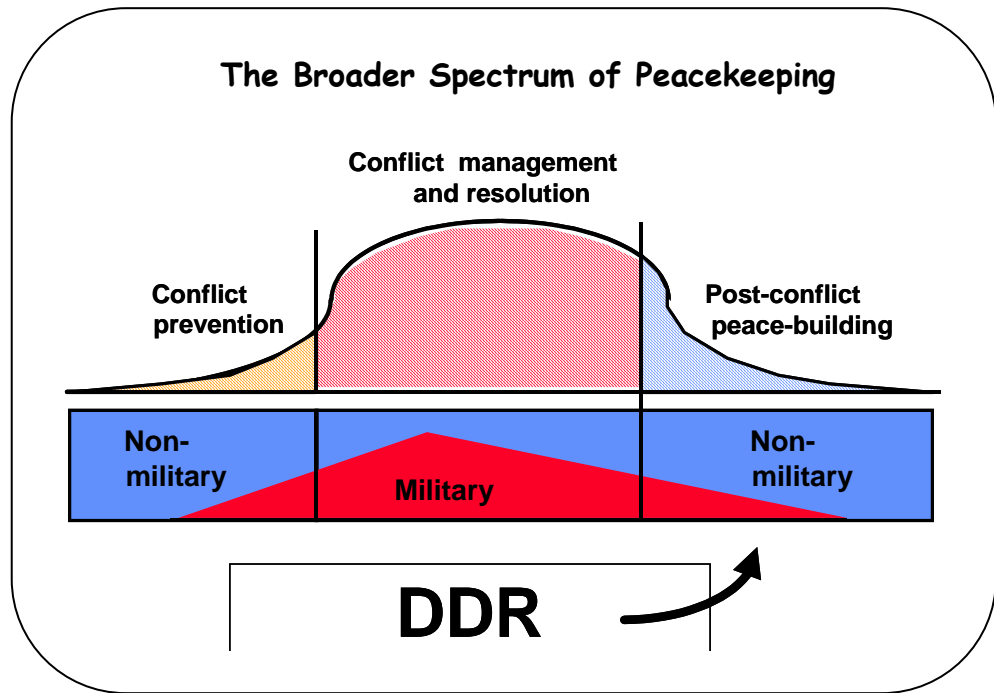 The Broader Spectrum of Peacekeeping
Conflict management
and resolution
Conflict
prevention
Post-conflict
peace-building
Non-
military
Military
Non-
military
DDR